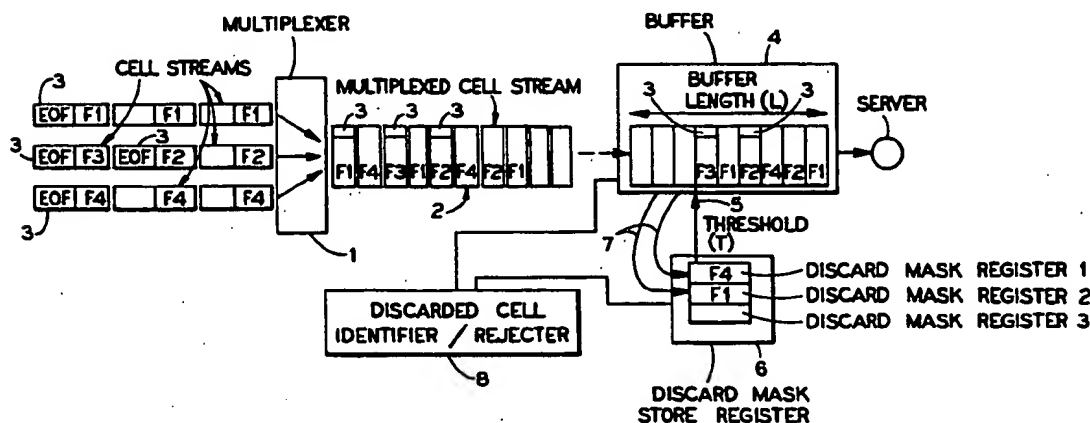 MULTIPLEXER
BUFFER
4
3
CELL STREAMS
MULTIPLEXED CELL STREAM
BUFFER LENGTH (L)
SERVER
EOF F1 F1 F1
3 EOF F3 3 EOF F2 F2
EOF F4 F4 F4
3
3 3 3
F1 F4 F3 F1 F2 F4 F2 F1
2
1
3 3
F3 F1 F2 F4 F2 F1
5
7
THRESHOLD (T)
F4 DISCARD MASK REGISTER 1
F1 DISCARD MASK REGISTER 2
DISCARD MASK REGISTER 3
DISCARDED CELL
IDENTIFIER / REJECTER
8
6
DISCARD MASK
STORE REGISTER